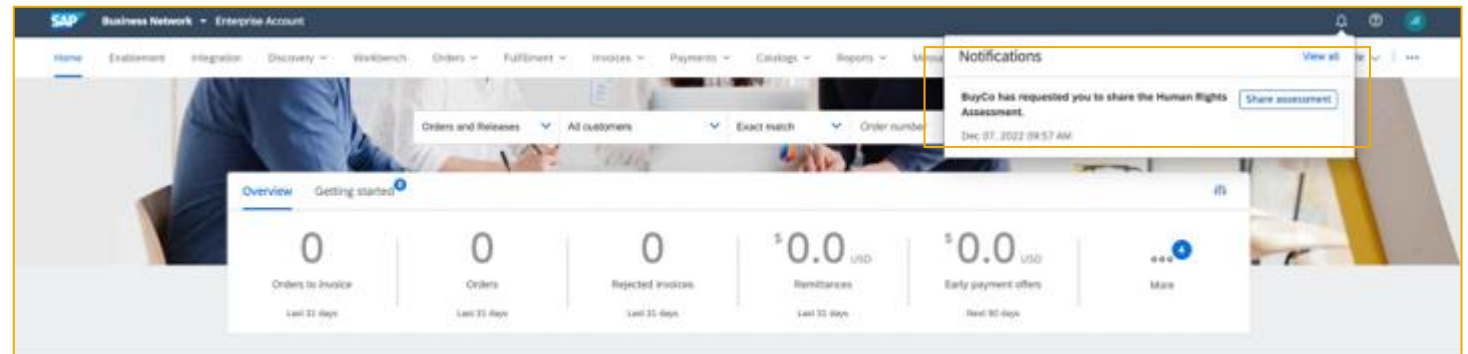 SAP Business Network Enterprise Account
Home Enablement Integration Discovery Workbench Orders Fulfillment Invoices Payments Catalogs Reports Messa
Notifications View all
BuyCo has requested you to share the Human Rights Assessment. Share assessment
Dec 07, 2022 09:57 AM
Orders and Releases All customers Exact match Order number
Overview Getting started
0 0 0 $ 0.0 USD $ 0.0 USD 4
Orders to invoice Orders Rejected invoices Remittances Early payment offers More
Last 31 days Last 31 days Last 31 days Last 31 days Next 90 days